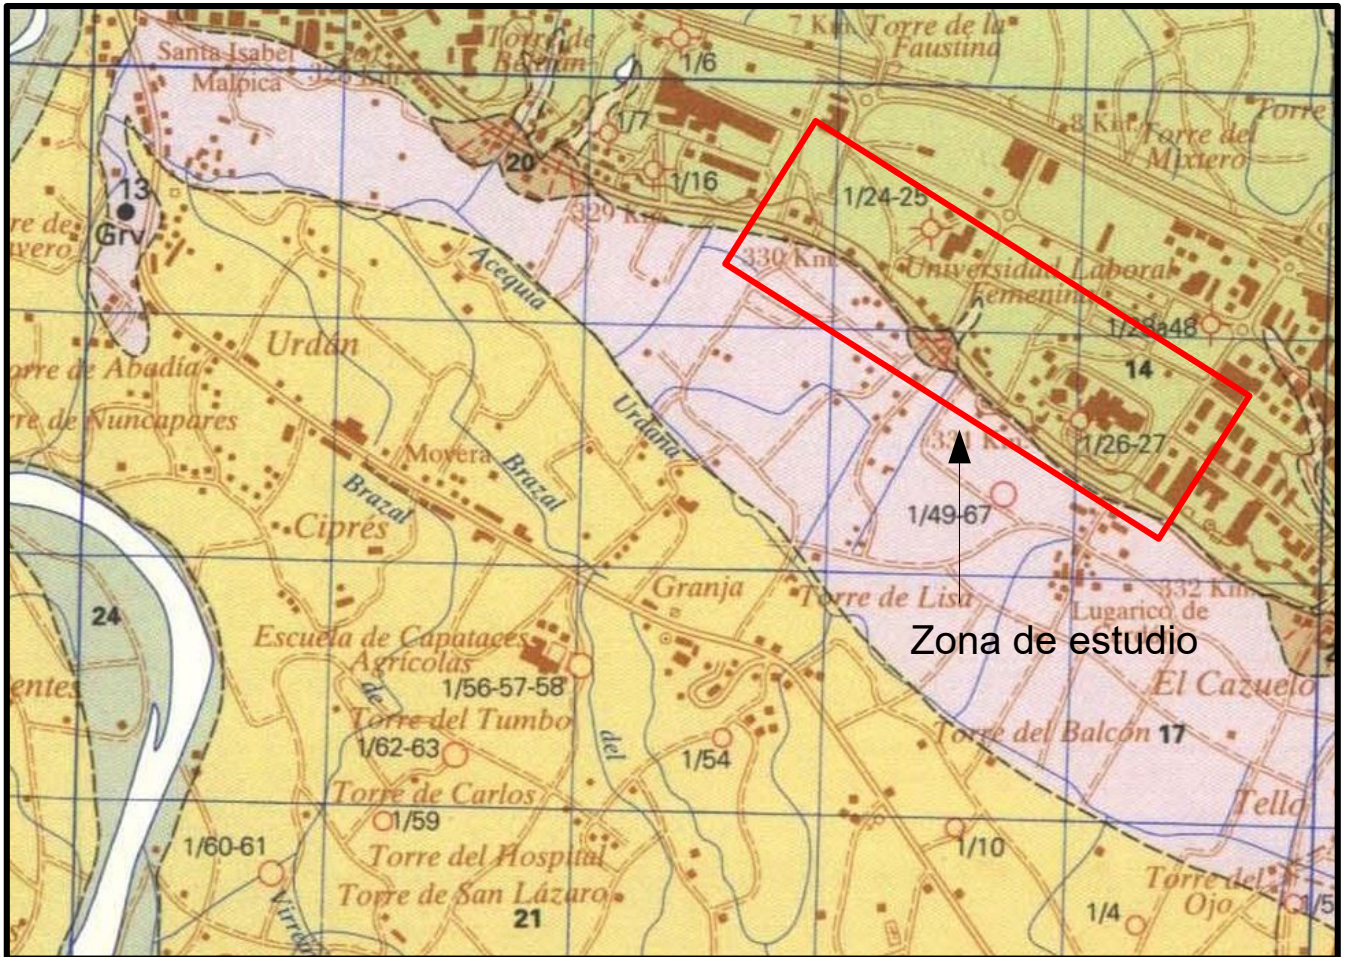 7 Km.
Torre de la
Faustina
Santa Isabel
Malpica
Torre de
1/6
8 Km.
Torre
Torre del
Mixtero
1/7
20
1/16
1/24-25
13
Grv
329 Km
330 Km
Acequia
Universidad Laboral
Femenina
Urdán
14
orre de Abadía
rre de Nuncapares
Urdana
1/26-27
Movera
Brazal
Brazal
331 Km
Ciprés
1/49-67
Granja
Torre de Lisa
332 Km
Lugarico de
24
Zona de estudio
Escuela de Capataces
Agrícolas
1/56-57-58
entes
El Cazuelo
de
Torre del Tumbo
1/62-63
del
1/54
Torre del Balcón
17
Torre de Carlos
1/59
Tello
1/60-61
Torre del Hospital
1/10
Torre de San Lázaro
21
Torre del
Ojo
1/4
1/5